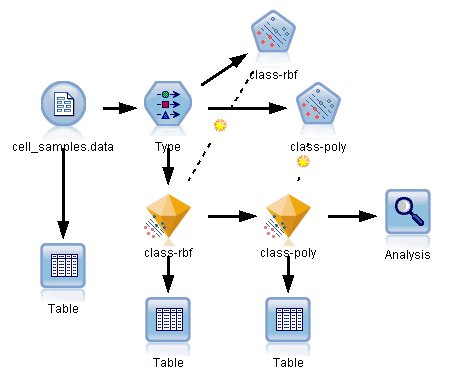 class-rbf
cell_samples.data
Type
class-poly
class-rbf
class-poly
Analysis
Table
Table
Table